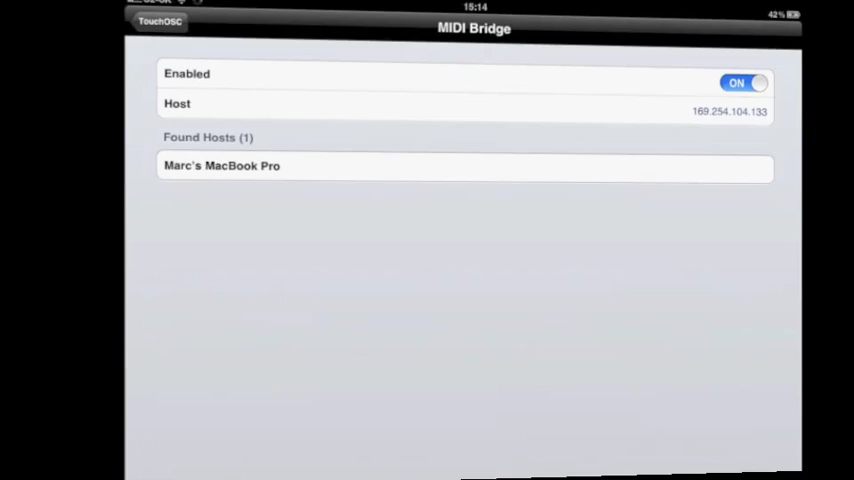 15:14
42%
TouchOSC
MIDI Bridge
Enabled
ON
Host
169.254.104.133
Found Hosts (1)
Marc's MacBook Pro